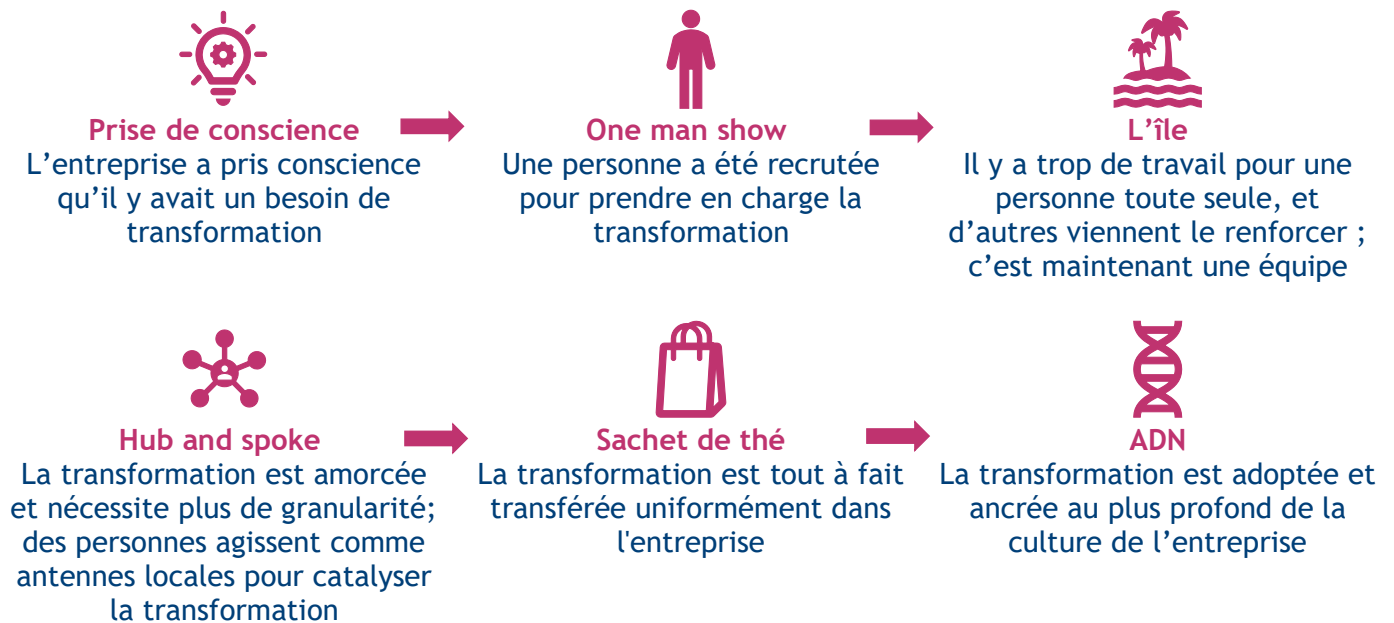 Prise de conscience
L’entreprise a pris conscience
qu’il y avait un besoin de
transformation
One man show
Une personne a été recrutée
pour prendre en charge la
transformation
L’île
Il y a trop de travail pour une
personne toute seule, et
d’autres viennent le renforcer ;
c’est maintenant une équipe
Hub and spoke
La transformation est amorcée
et nécessite plus de granularité;
des personnes agissent comme
antennes locales pour catalyser
la transformation
Sachet de thé
La transformation est tout à fait
transférée uniformément dans
l'entreprise
ADN
La transformation est adoptée et
ancrée au plus profond de la
culture de l’entreprise